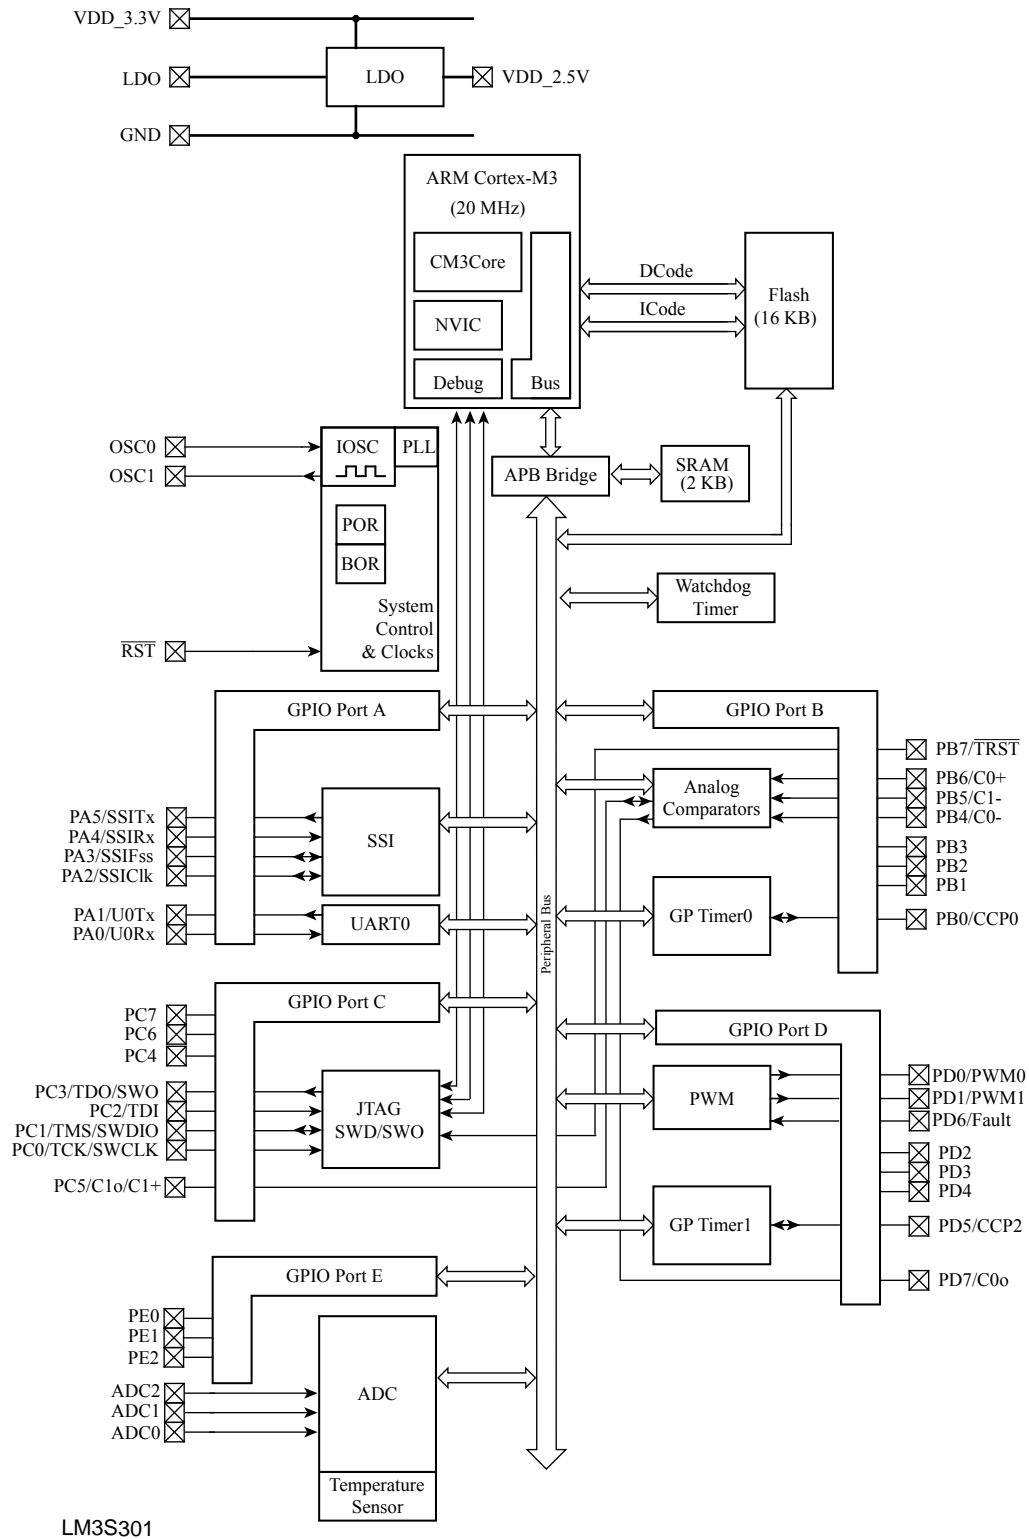 VDD_3.3V
LDO
LDO
VDD_2.5V
GND
ARM Cortex-M3
(20 MHz)
CM3Core
NVIC
Debug
Bus
DCode
ICode
Flash
(16 KB)
OSC0
OSC1
IOSC
PLL
POR
BOR
System
Control
& Clocks
RST
APB Bridge
SRAM
(2 KB)
Watchdog
Timer
Peripheral Bus
GPIO Port A
PA5/SSITx
PA4/SSIRx
PA3/SSIFss
PA2/SSIClk
SSI
PA1/U0Tx
PA0/U0Rx
UART0
GPIO Port B
PB7/TRST
PB6/C0+
PB5/C1-
PB4/C0-
Analog
Comparators
PB3
PB2
PB1
GP Timer0
PB0/CCP0
GPIO Port C
PC7
PC6
PC4
PC3/TDO/SWO
PC2/TDI
PC1/TMS/SWDIO
PC0/TCK/SWCLK
JTAG
SWD/SWO
PC5/C1o/C1+
GPIO Port D
PWM
PD0/PWM0
PD1/PWM1
PD6/Fault
PD2
PD3
PD4
GP Timer1
PD5/CCP2
PD7/C0o
GPIO Port E
PE0
PE1
PE2
ADC2
ADC1
ADC0
ADC
Temperature
Sensor
LM3S301